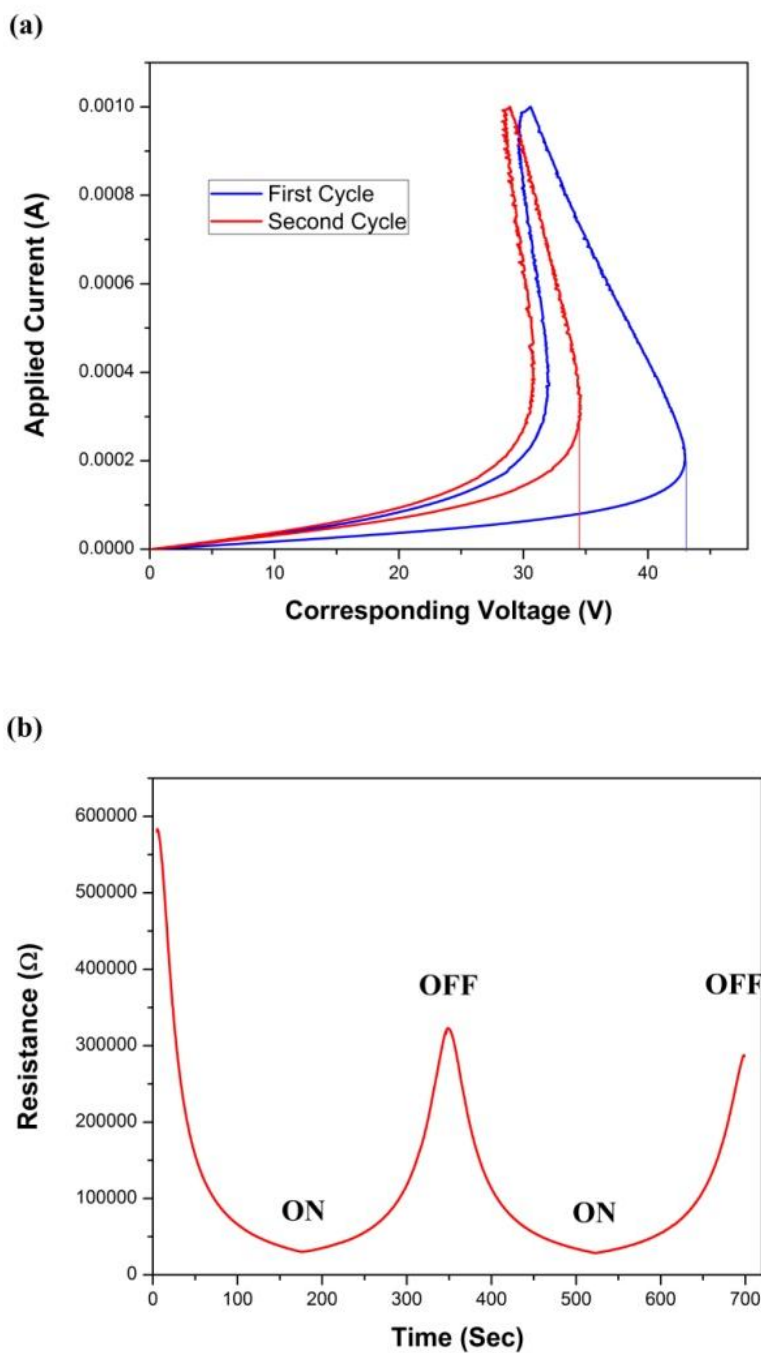 (a)
0.0010
0.0008
0.0006
0.0004
0.0002
0.0000
Applied Current (A)
First Cycle
Second Cycle
0 10 20 30 40
Corresponding Voltage (V)
(b)
600000
500000
400000
300000
200000
100000
0
Resistance (Ω)
OFF OFF
ON ON
0 100 200 300 400 500 600 700
Time (Sec)